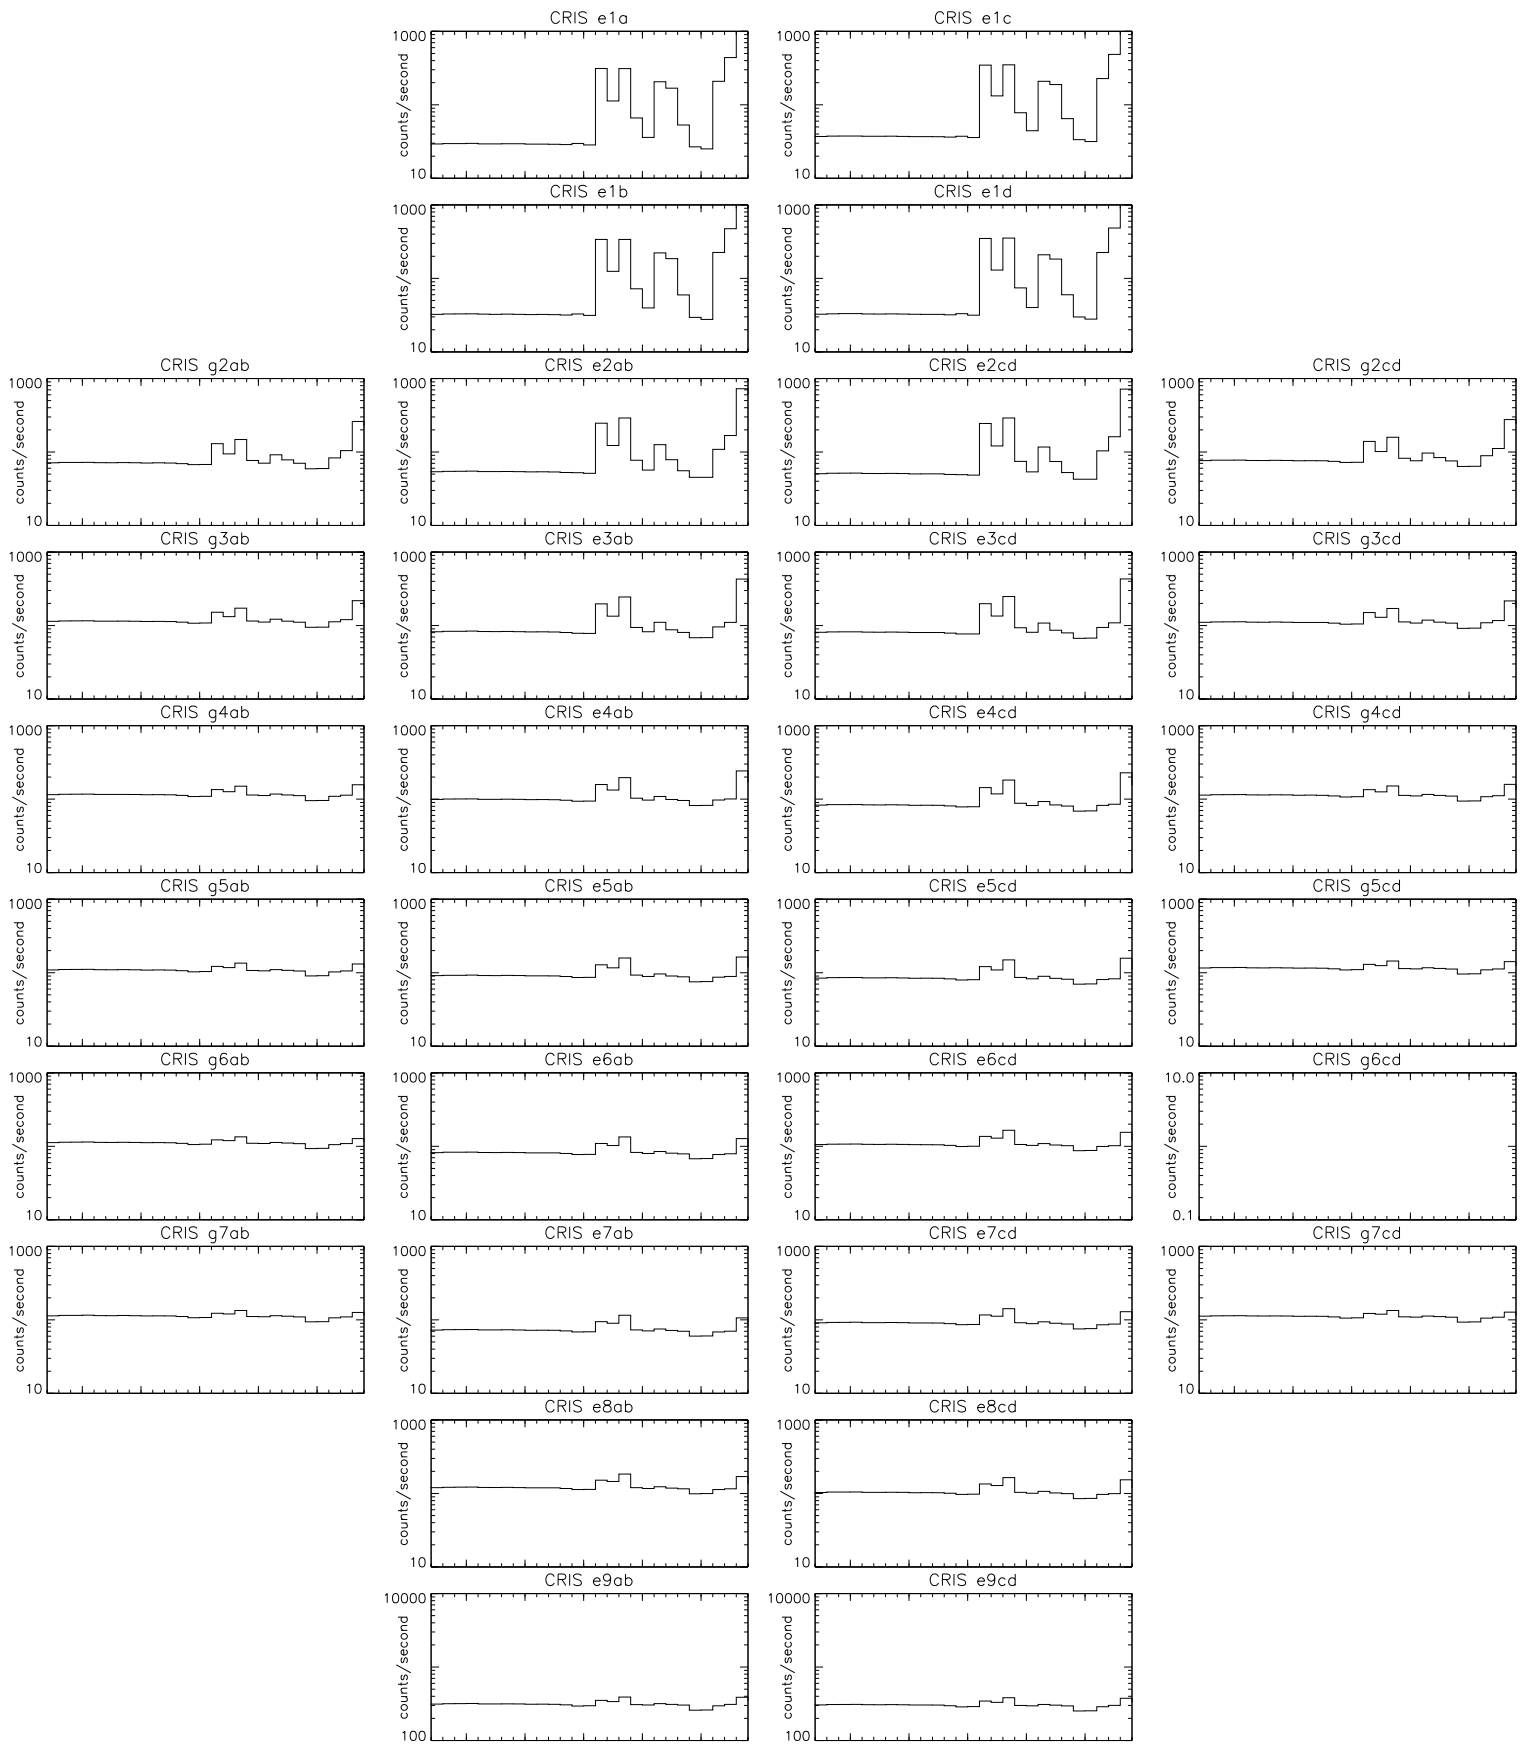 CRIS e1a
1000
counts/second
10
CRIS e1c
1000
counts/second
10
CRIS e1b
1000
counts/second
10
CRIS e1d
1000
counts/second
10
CRIS g2ab
1000
counts/second
10
CRIS e2ab
1000
counts/second
10
CRIS e2cd
1000
counts/second
10
CRIS g2cd
1000
counts/second
10
CRIS g3ab
1000
counts/second
10
CRIS e3ab
1000
counts/second
10
CRIS e3cd
1000
counts/second
10
CRIS g3cd
1000
counts/second
10
CRIS g4ab
1000
counts/second
10
CRIS e4ab
1000
counts/second
10
CRIS e4cd
1000
counts/second
10
CRIS g4cd
1000
counts/second
10
CRIS g5ab
1000
counts/second
10
CRIS e5ab
1000
counts/second
10
CRIS e5cd
1000
counts/second
10
CRIS g5cd
1000
counts/second
10
CRIS g6ab
1000
counts/second
10
CRIS e6ab
1000
counts/second
10
CRIS e6cd
1000
counts/second
10
CRIS g6cd
10.0
counts/second
0.1
CRIS g7ab
1000
counts/second
10
CRIS e7ab
1000
counts/second
10
CRIS e7cd
1000
counts/second
10
CRIS g7cd
1000
counts/second
10
CRIS e8ab
1000
counts/second
10
CRIS e8cd
1000
counts/second
10
CRIS e9ab
10000
counts/second
100
CRIS e9cd
10000
counts/second
100